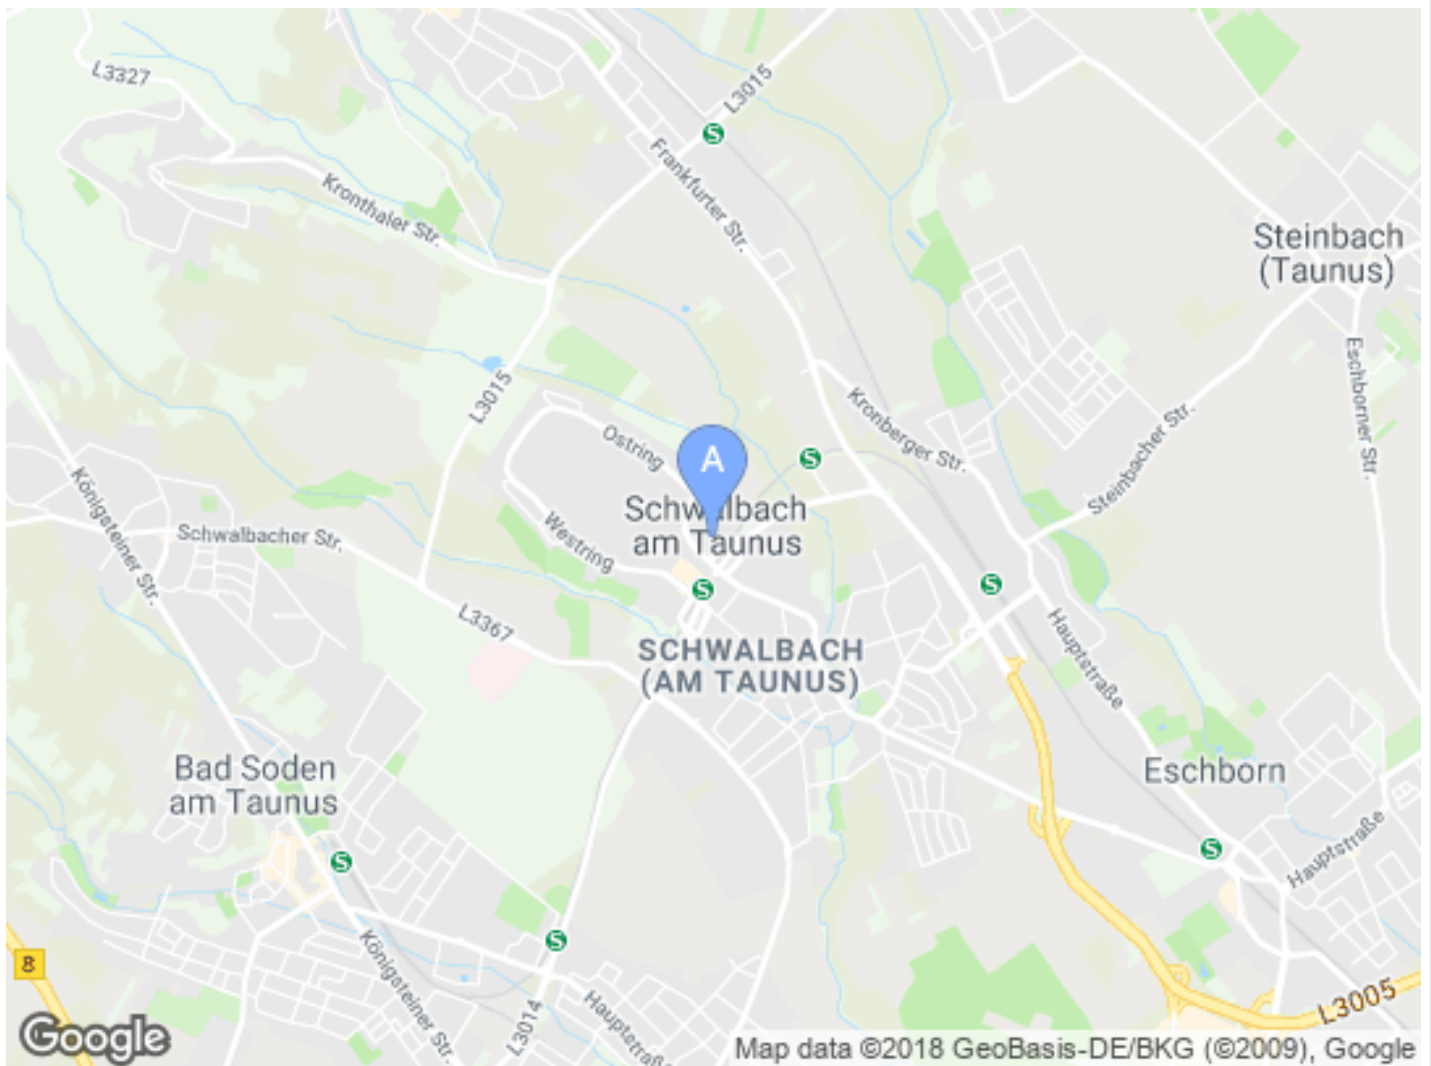 L3327
L3015
S
Frankfurter Str.
Kronthaler Str.
Steinbach
(Taunus)
L3015
Kronberger Str.
Eschborner Str.
Ostring
A
S
Steinbacher Str.
Königsteiner Str.
Schwalbach
am Taunus
Schwalbacher Str.
Westring
S
S
L3367
Hauptstraße
SCHWALBACH
(AM TAUNUS)
Bad Soden
am Taunus
Eschborn
S
S
Hauptstraße
S
8
Königsteiner Str.
L3014
Hauptstraße
L3005
Google
Map data ©2018 GeoBasis-DE/BKG (©2009), Google